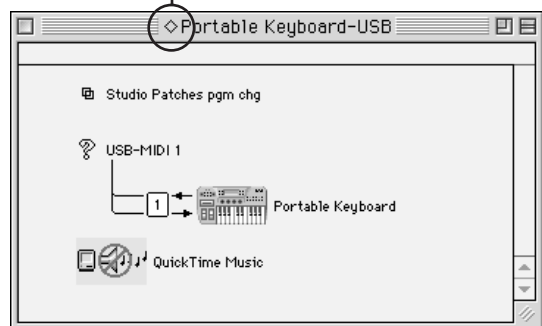 ◇Portable Keyboard-USB
Studio Patches pgm chg
? USB-MIDI 1
1
Portable Keyboard
QuickTime Music